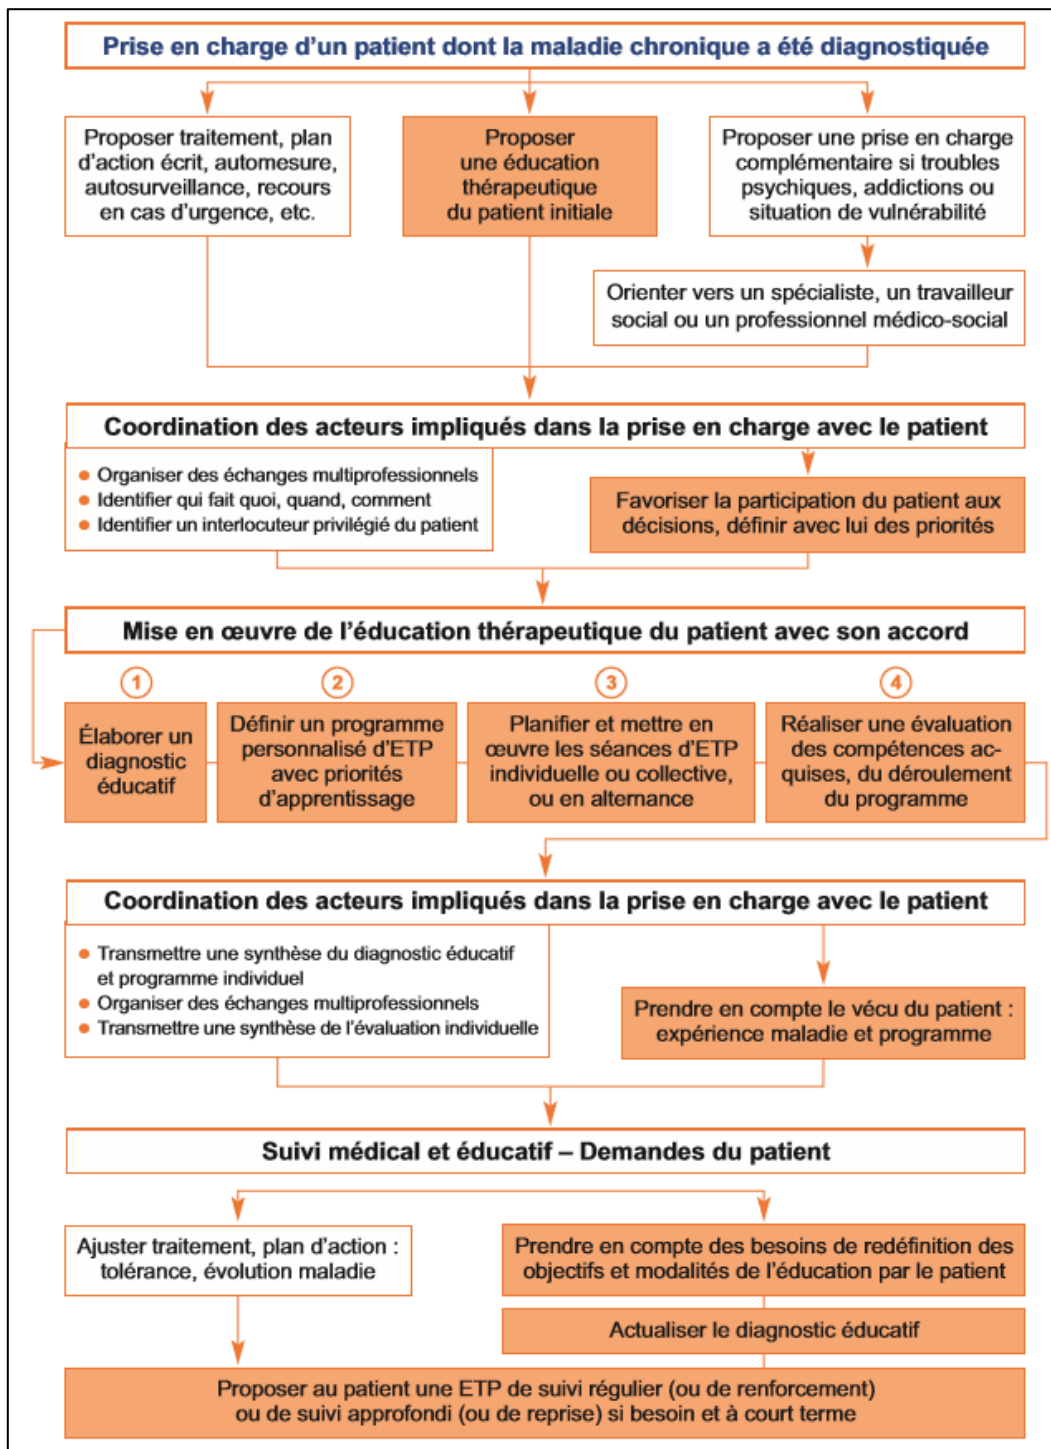 Prise en charge d'un patient dont la maladie chronique a été diagnostiquée
Proposer traitement, plan
d'action écrit, automesure,
autosurveillance, recours
en cas d'urgence, etc.
Proposer
une éducation
thérapeutique
du patient initiale
Proposer une prise en charge
complémentaire si troubles
psychiques, addictions ou
situation de vulnérabilité
Orienter vers un spécialiste, un travailleur
social ou un professionnel médico-social
Coordination des acteurs impliqués dans la prise en charge avec le patient
• Organiser des échanges multiprofessionnels
• Identifier qui fait quoi, quand, comment
• Identifier un interlocuteur privilégié du patient
Favoriser la participation du patient aux
décisions, définir avec lui des priorités
Mise en œuvre de l'éducation thérapeutique du patient avec son accord
1
Élaborer un
diagnostic
éducatif
2
Définir un programme
personnalisé d'ETP
avec priorités
d'apprentissage
3
Planifier et mettre en
œuvre les séances d'ETP
individuelle ou collective,
ou en alternance
4
Réaliser une évaluation
des compétences ac-
quises, du déroulement
du programme
Coordination des acteurs impliqués dans la prise en charge avec le patient
• Transmettre une synthèse du diagnostic éducatif
et programme individuel
• Organiser des échanges multiprofessionnels
• Transmettre une synthèse de l'évaluation individuelle
Prendre en compte le vécu du patient :
expérience maladie et programme
Suivi médical et éducatif – Demandes du patient
Ajuster traitement, plan d'action :
tolérance, évolution maladie
Prendre en compte des besoins de redéfinition des
objectifs et modalités de l'éducation par le patient
Actualiser le diagnostic éducatif
Proposer au patient une ETP de suivi régulier (ou de renforcement)
ou de suivi approfondi (ou de reprise) si besoin et à court terme